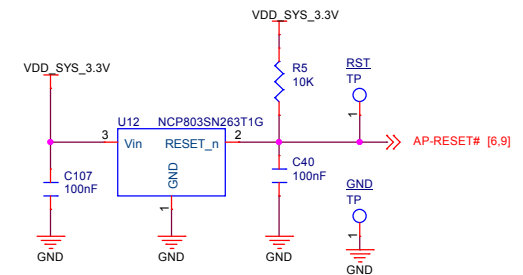 VDD_SYS_3.3V
VDD_SYS_3.3V
R5
10K
RST
TP
1
U12 NCP803SN263T1G
3 Vin RESET_n 2
GND
1
AP-RESET# [6,9]
C107
100nF
C40
100nF
GND
TP
1
GND
GND
GND
GND